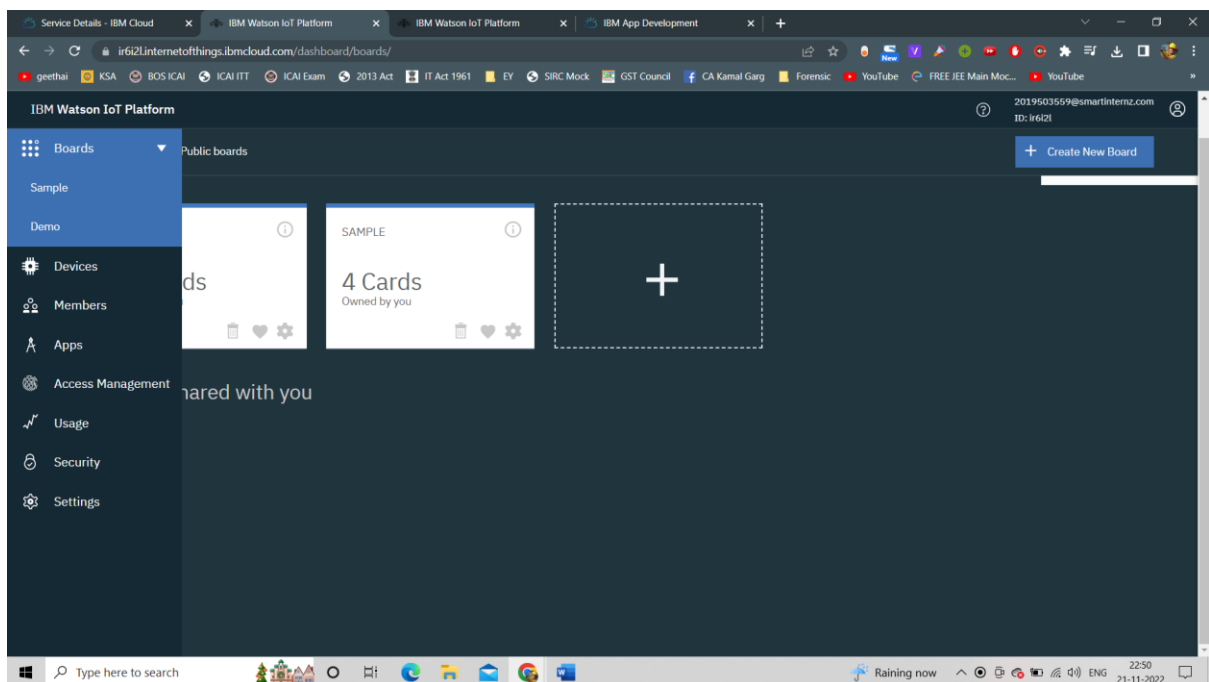 Service Details - IBM Cloud
IBM Watson IoT Platform
IBM Watson IoT Platform
IBM App Development
ir6i2l.internetofthings.ibmcloud.com/dashboard/boards/
New
geethai
KSA
BOS ICAI
ICAI ITT
ICAI Exam
2013 Act
IT Act 1961
EY
SIRC Mock
GST Council
CA Kamal Garg
Forensic
YouTube
FREE JEE Main Moc...
YouTube
»
IBM Watson IoT Platform
2019503559@smartinternz.com
ID: ir6i2l
Boards
Public boards
+ Create New Board
Sample
Demo
SAMPLE
Devices
ds
4 Cards
Members
Owned by you
Apps
Access Management
hared with you
Usage
Security
Settings
Type here to search
Raining now
ENG
22:50
21-11-2022